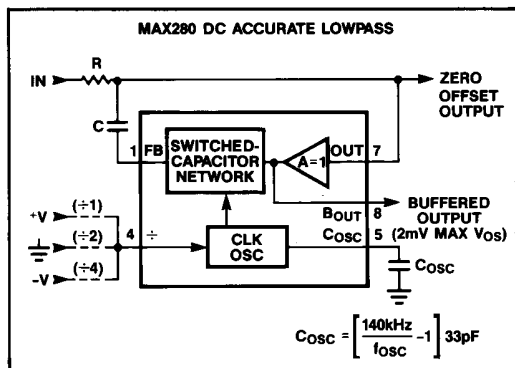 MAX280 DC ACCURATE LOWPASS
R
IN
ZERO
OFFSET
OUTPUT
C
1 FB
SWITCHED-
CAPACITOR
NETWORK
A=1
OUT 7
BUFFERED
OUTPUT
(2mV MAX VOS)
BOUT
8
+V (÷1)
(÷2)
4 ÷
-V (÷4)
CLK
OSC
COSC
5
COSC
COSC = [ 140kHz / fOSC -1 ] 33pF